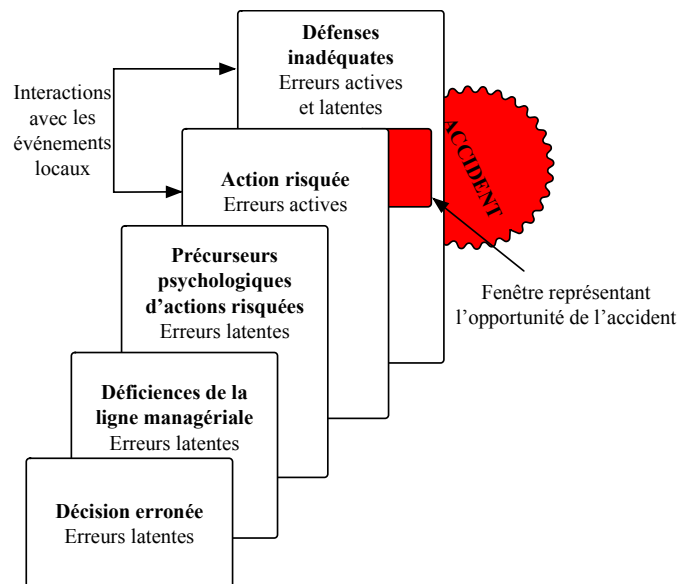 Défenses
inadéquates
Erreurs actives
et latentes
Interactions
avec les
événements
locaux
ACCIDENT
Action risquée
Erreurs actives
Précurseurs
psychologiques
d’actions risquées
Erreurs latentes
Fenêtre représentant
l’opportunité de l’accident
Déficiences de la
ligne managériale
Erreurs latentes
Décision erronée
Erreurs latentes